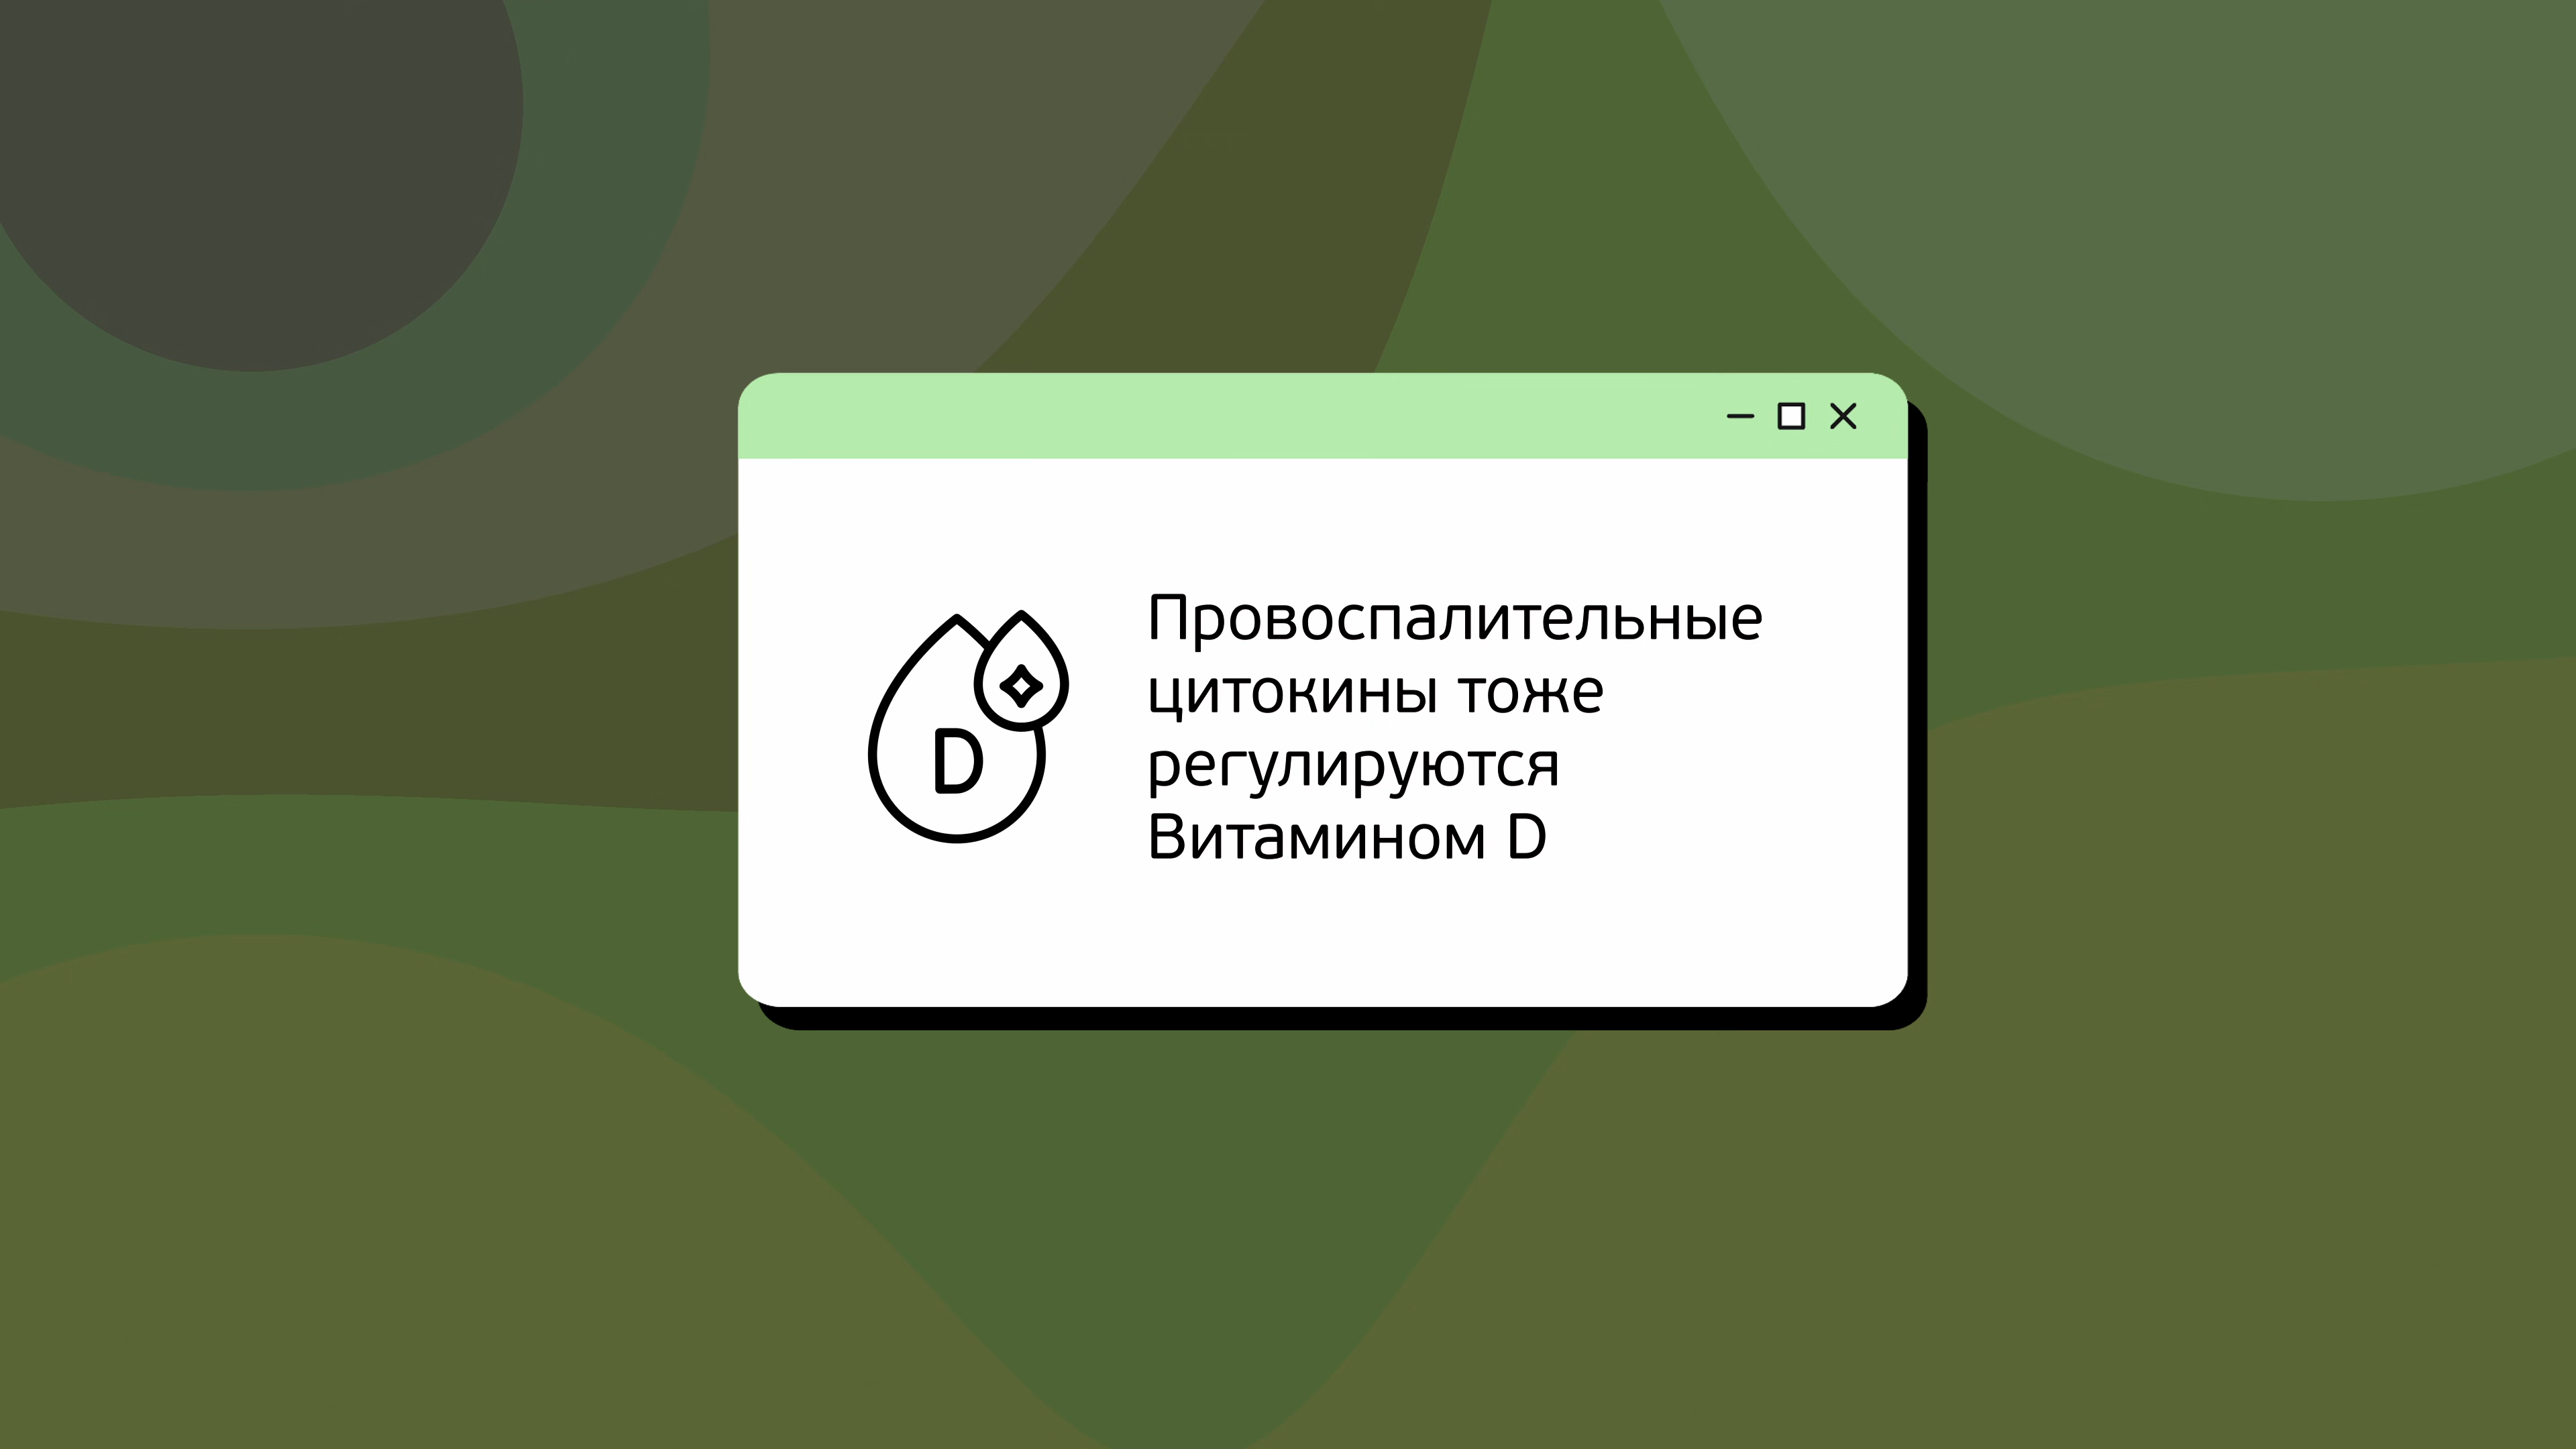 D
Провоспалительные
цитокины тоже
регулируются
Витамином D